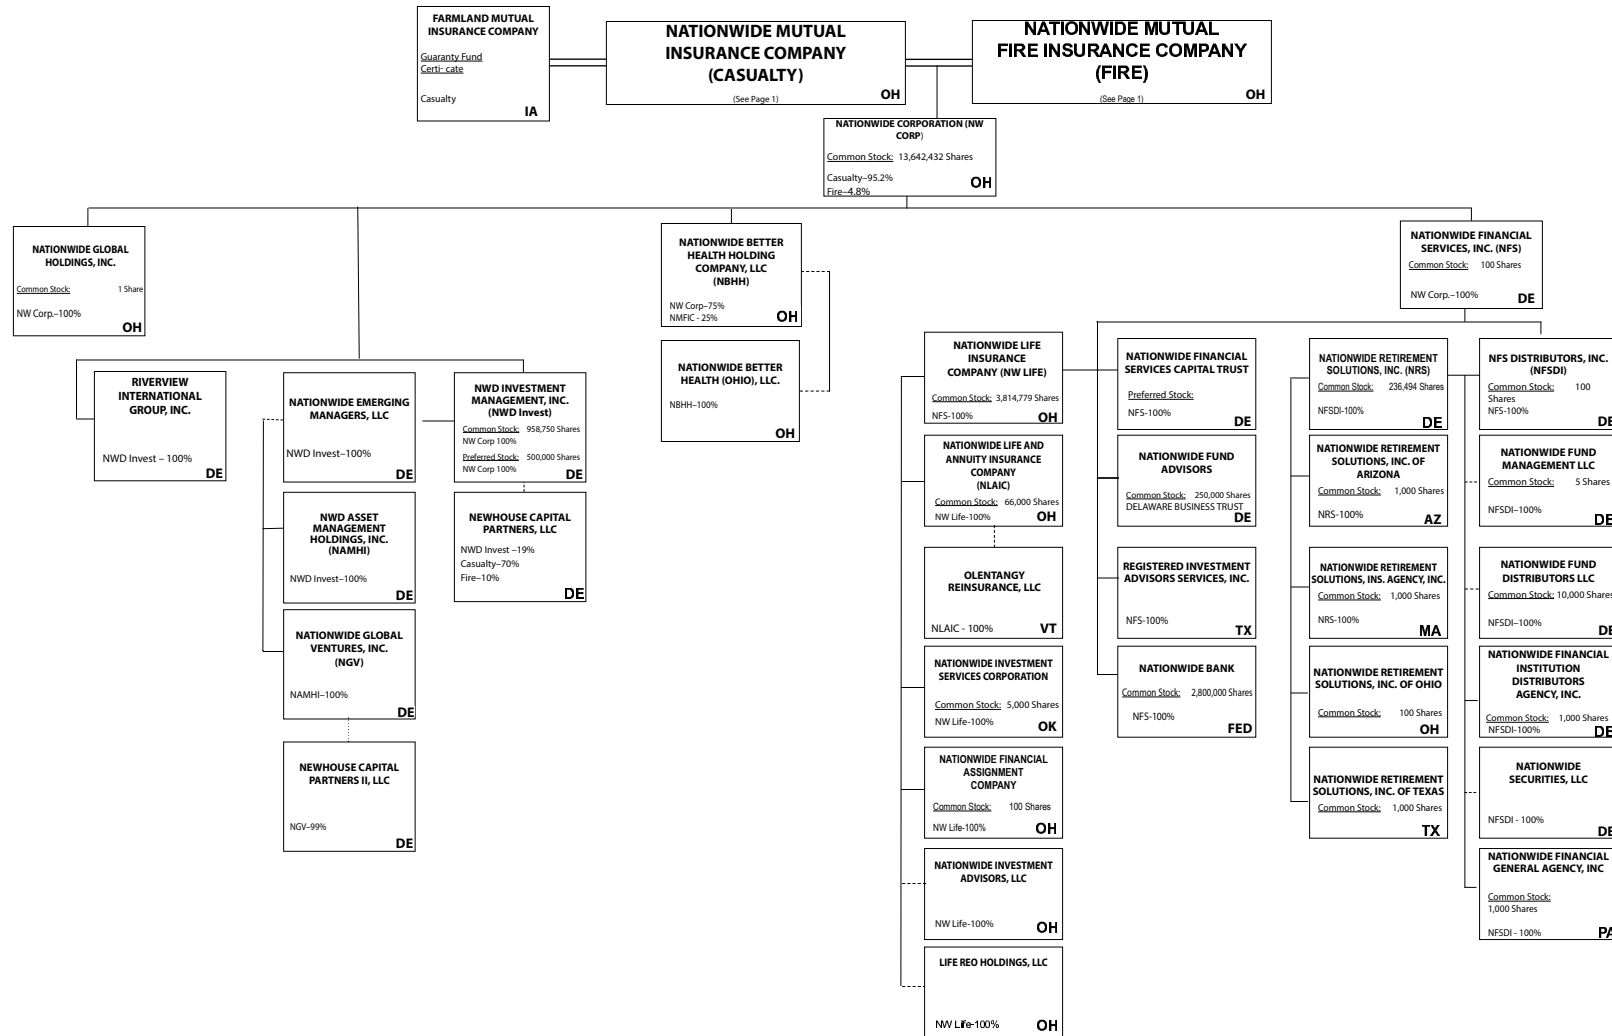 FARMLAND MUTUAL
INSURANCE COMPANY
Guaranty Fund
Certi- cate
Casualty
IA
NATIONWIDE MUTUAL
INSURANCE COMPANY
(CASUALTY)
(See Page 1)
OH
NATIONWIDE MUTUAL
FIRE INSURANCE COMPANY
(FIRE)
(See Page 1)
OH
NATIONWIDE CORPORATION (NW
CORP)
Common Stock: 13,642,432 Shares
Casualty–95.2%
Fire–4.8%
OH
NATIONWIDE GLOBAL
HOLDINGS, INC.
Common Stock: 1 Share
NW Corp.–100%
OH
NATIONWIDE BETTER
HEALTH HOLDING
COMPANY, LLC
(NBHH)
NW Corp–75%
NMFIC - 25%
OH
NATIONWIDE BETTER
HEALTH (OHIO), LLC.
NBHH–100%
OH
NATIONWIDE FINANCIAL
SERVICES, INC. (NFS)
Common Stock: 100 Shares
NW Corp.–100%
DE
RIVERVIEW
INTERNATIONAL
GROUP, INC.
NWD Invest – 100%
DE
NATIONWIDE EMERGING
MANAGERS, LLC
NWD Invest–100%
DE
NWD ASSET
MANAGEMENT
HOLDINGS, INC.
(NAMHI)
NWD Invest–100%
DE
NATIONWIDE GLOBAL
VENTURES, INC.
(NGV)
NAMHI–100%
DE
NEWHOUSE CAPITAL
PARTNERS II, LLC
NGV–99%
DE
NWD INVESTMENT
MANAGEMENT, INC.
(NWD Invest)
Common Stock: 958,750 Shares
NW Corp 100%
Preferred Stock: 500,000 Shares
NW Corp 100%
DE
NEWHOUSE CAPITAL
PARTNERS, LLC
NWD Invest –19%
Casualty–70%
Fire–10%
DE
NATIONWIDE LIFE
INSURANCE
COMPANY (NW LIFE)
Common Stock: 3,814,779 Shares
NFS-100%
OH
NATIONWIDE LIFE AND
ANNUITY INSURANCE
COMPANY
(NLAIC)
Common Stock: 66,000 Shares
NW Life-100%
OH
OLENTANGY
REINSURANCE, LLC
NLAIC - 100%
VT
NATIONWIDE INVESTMENT
SERVICES CORPORATION
Common Stock: 5,000 Shares
NW Life-100%
OK
NATIONWIDE FINANCIAL
ASSIGNMENT
COMPANY
Common Stock: 100 Shares
NW Life-100%
OH
NATIONWIDE INVESTMENT
ADVISORS, LLC
NW Life-100%
OH
LIFE REO HOLDINGS, LLC
NW Life-100%
OH
NATIONWIDE FINANCIAL
SERVICES CAPITAL TRUST
Preferred Stock:
NFS-100%
DE
NATIONWIDE FUND
ADVISORS
Common Stock: 250,000 Shares
DELAWARE BUSINESS TRUST
DE
REGISTERED INVESTMENT
ADVISORS SERVICES, INC.
NFS-100%
TX
NATIONWIDE BANK
Common Stock: 2,800,000 Shares
NFS-100%
FED
NATIONWIDE RETIREMENT
SOLUTIONS, INC. (NRS)
Common Stock: 236,494 Shares
NFSDI-100%
DE
NATIONWIDE RETIREMENT
SOLUTIONS, INC. OF
ARIZONA
Common Stock: 1,000 Shares
NRS-100%
AZ
NATIONWIDE RETIREMENT
SOLUTIONS, INS. AGENCY, INC.
Common Stock: 1,000 Shares
NRS-100%
MA
NATIONWIDE RETIREMENT
SOLUTIONS, INC. OF OHIO
Common Stock: 100 Shares
OH
NATIONWIDE RETIREMENT
SOLUTIONS, INC. OF TEXAS
Common Stock: 1,000 Shares
TX
NFS DISTRIBUTORS, INC.
(NFSDI)
Common Stock: 100
Shares
NFS-100%
DE
NATIONWIDE FUND
MANAGEMENT LLC
Common Stock: 5 Shares
NFSDI–100%
DE
NATIONWIDE FUND
DISTRIBUTORS LLC
Common Stock: 10,000 Shares
NFSDI–100%
DE
NATIONWIDE FINANCIAL
INSTITUTION
DISTRIBUTORS
AGENCY, INC.
Common Stock: 1,000 Shares
NFSDI-100%
DE
NATIONWIDE
SECURITIES, LLC
NFSDI - 100%
DE
NATIONWIDE FINANCIAL
GENERAL AGENCY, INC
Common Stock:
1,000 Shares
NFSDI - 100%
PA